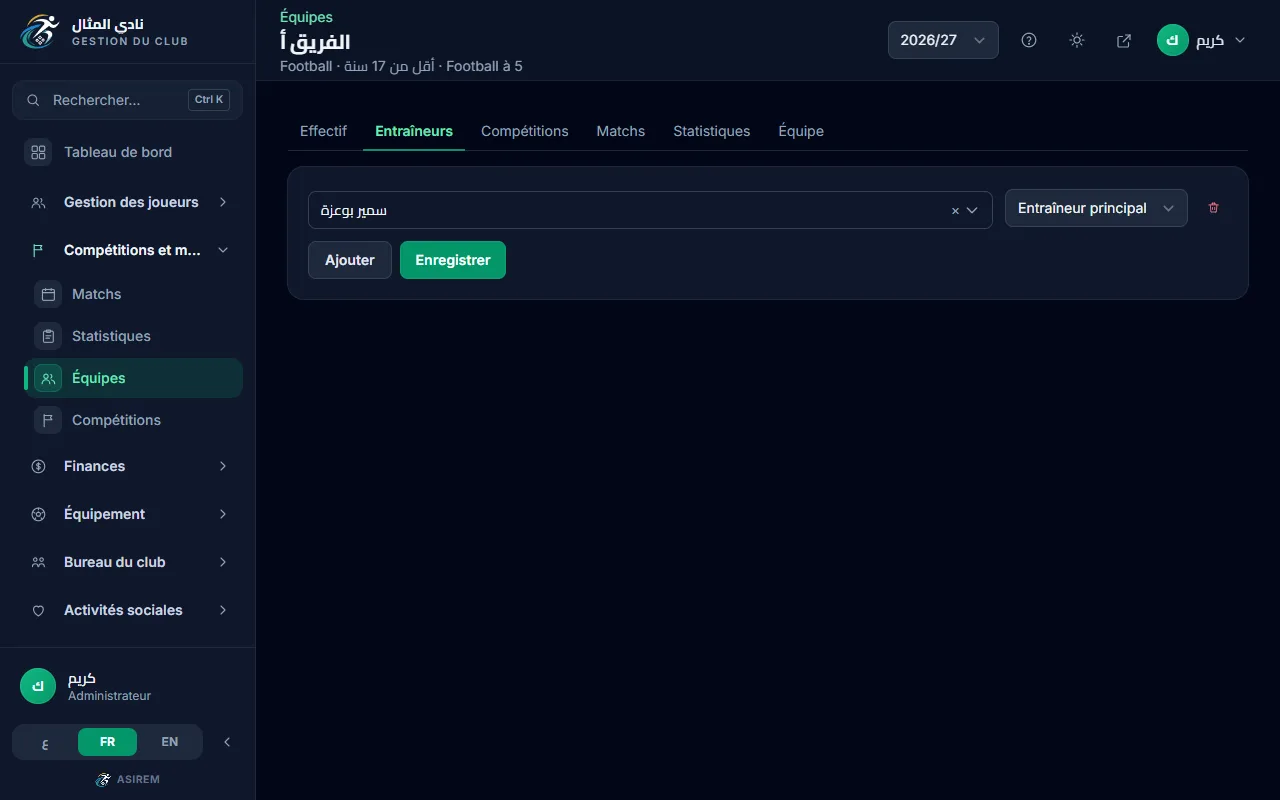 نادي المثال
GESTION DU CLUB
Rechercher...
Ctrl K
Tableau de bord
Gestion des joueurs
Compétitions et m...
Matchs
Statistiques
Équipes
Compétitions
Finances
Équipement
Bureau du club
Activités sociales
ك
كريم
Administrateur
ع
FR
EN
ASIREM
Équipes
الفريق أ
Football · أقل من 17 سنة · Football à 5
2026/27
ك
كريم
Effectif
Entraîneurs
Compétitions
Matchs
Statistiques
Équipe
سمير بوعزة
×
Entraîneur principal
Ajouter
Enregistrer